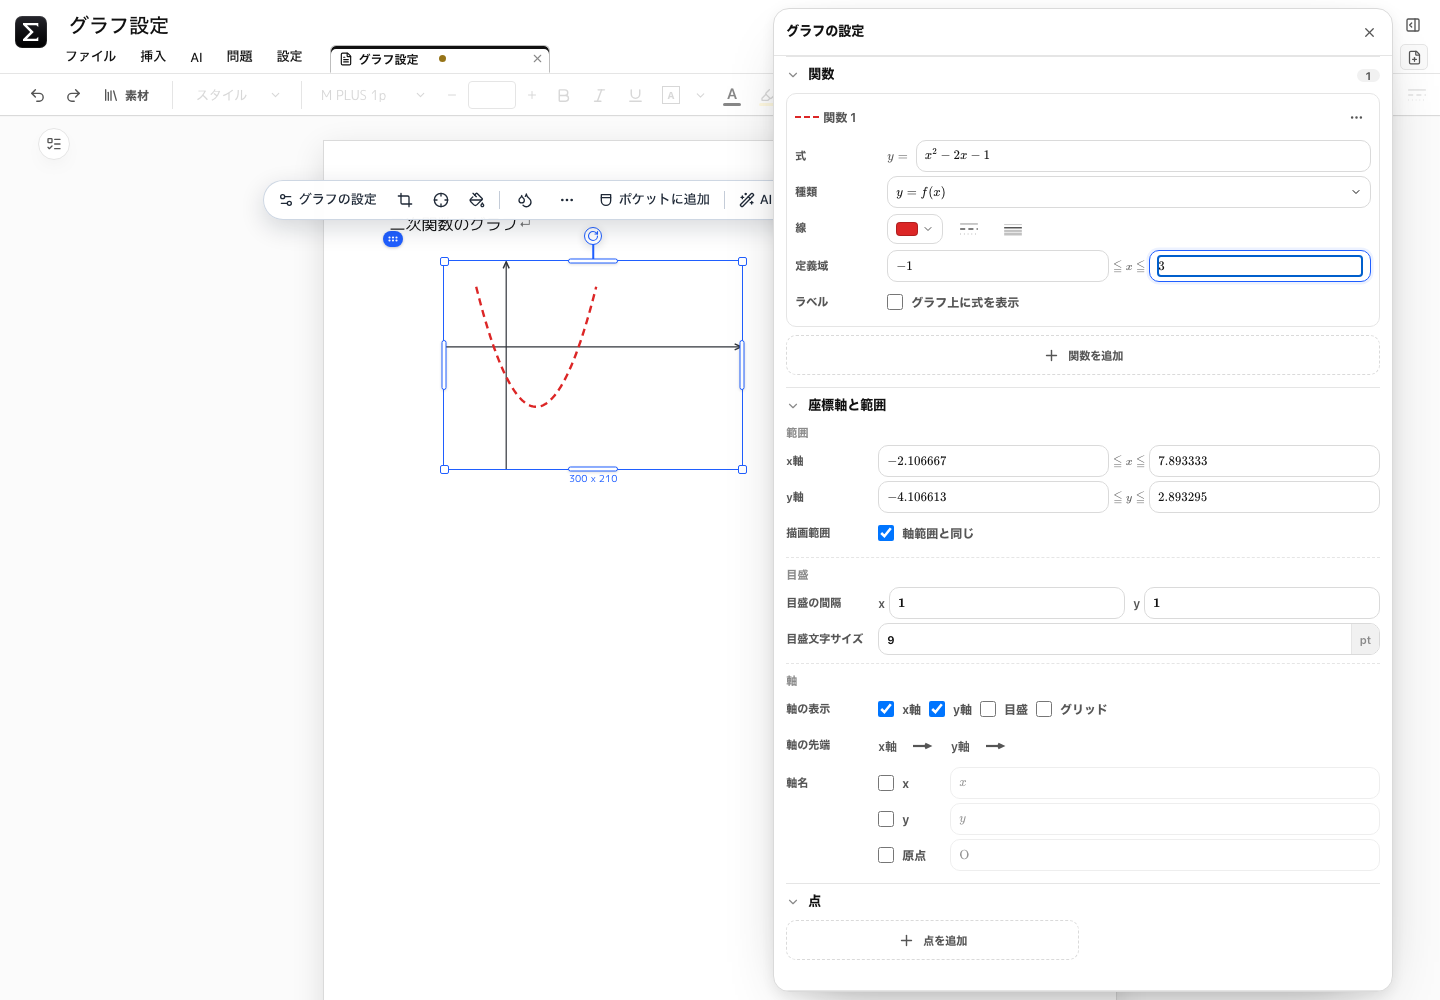 Σ
グラフ設定
ファイル 挿入 AI 問題 設定
グラフ設定
素材 スタイル M PLUS 1p B I U A A
グラフの設定 ポケットに追加 AI
二次関数のグラフ↵
300 x 210
グラフの設定
関数 1
関数 1
式 y = x² − 2x − 1
種類 y = f(x)
線
定義域 −1 ≦ x ≦ 3
ラベル グラフ上に式を表示
関数を追加
座標軸と範囲
範囲
x軸 −2.106667 ≦ x ≦ 7.893333
y軸 −4.106613 ≦ y ≦ 2.893295
描画範囲 軸範囲と同じ
目盛
目盛の間隔 x 1 y 1
目盛文字サイズ 9 pt
軸
軸の表示 x軸 y軸 目盛 グリッド
軸の先端 x軸 y軸
軸名 x x
y y
原点 O
点
点を追加